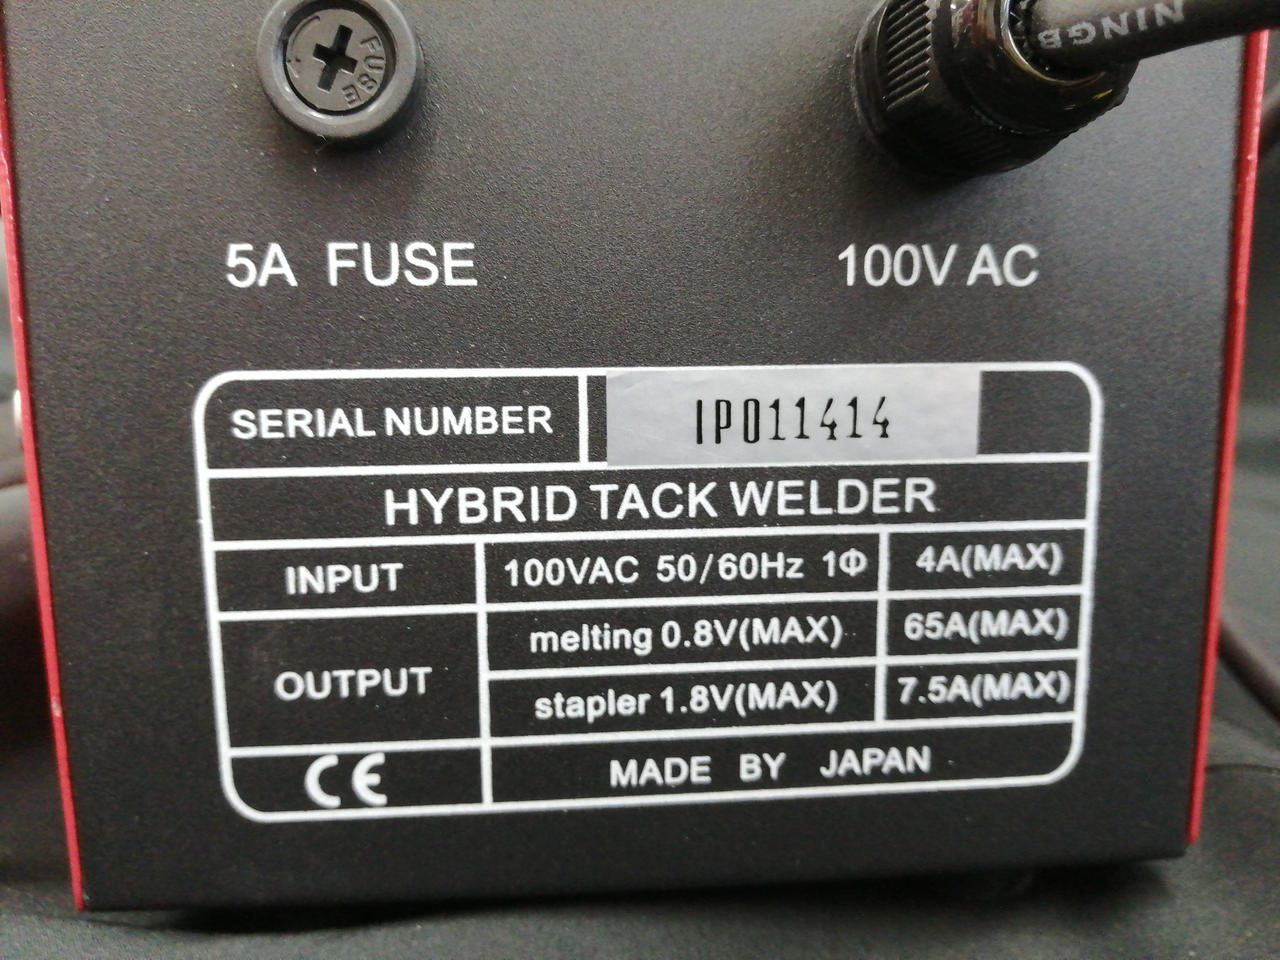 FUSE
NINGB
5A FUSE
100V AC
SERIAL NUMBER
IP011414
HYBRID TACK WELDER
INPUT
100VAC 50/60Hz 1Φ
4A(MAX)
OUTPUT
melting 0.8V(MAX)
65A(MAX)
stapler 1.8V(MAX)
7.5A(MAX)
CE
MADE BY JAPAN